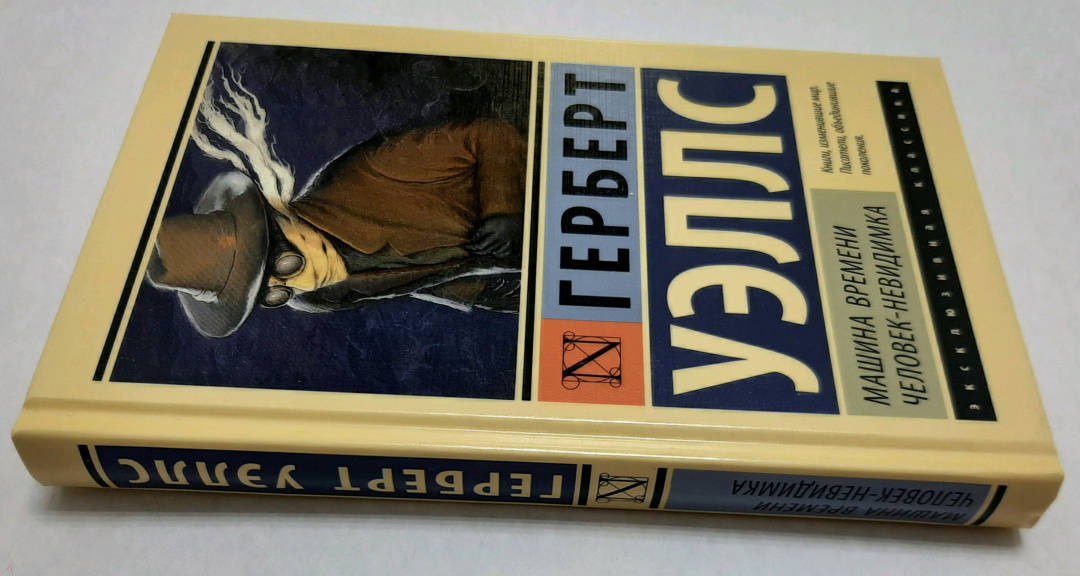 ГЕРБЕРТ
УЭЛЛС
Книги, изменившие мир.
Писатели, объединившие
поколения.
МАШИНА ВРЕМЕНИ
ЧЕЛОВЕК-НЕВИДИМКА
ЭКСКЛЮЗИВНАЯ КЛАССИКА
ГЕРБЕРТ УЭЛЛС
МАШИНА ВРЕМЕНИ
ЧЕЛОВЕК-НЕВИДИМКА